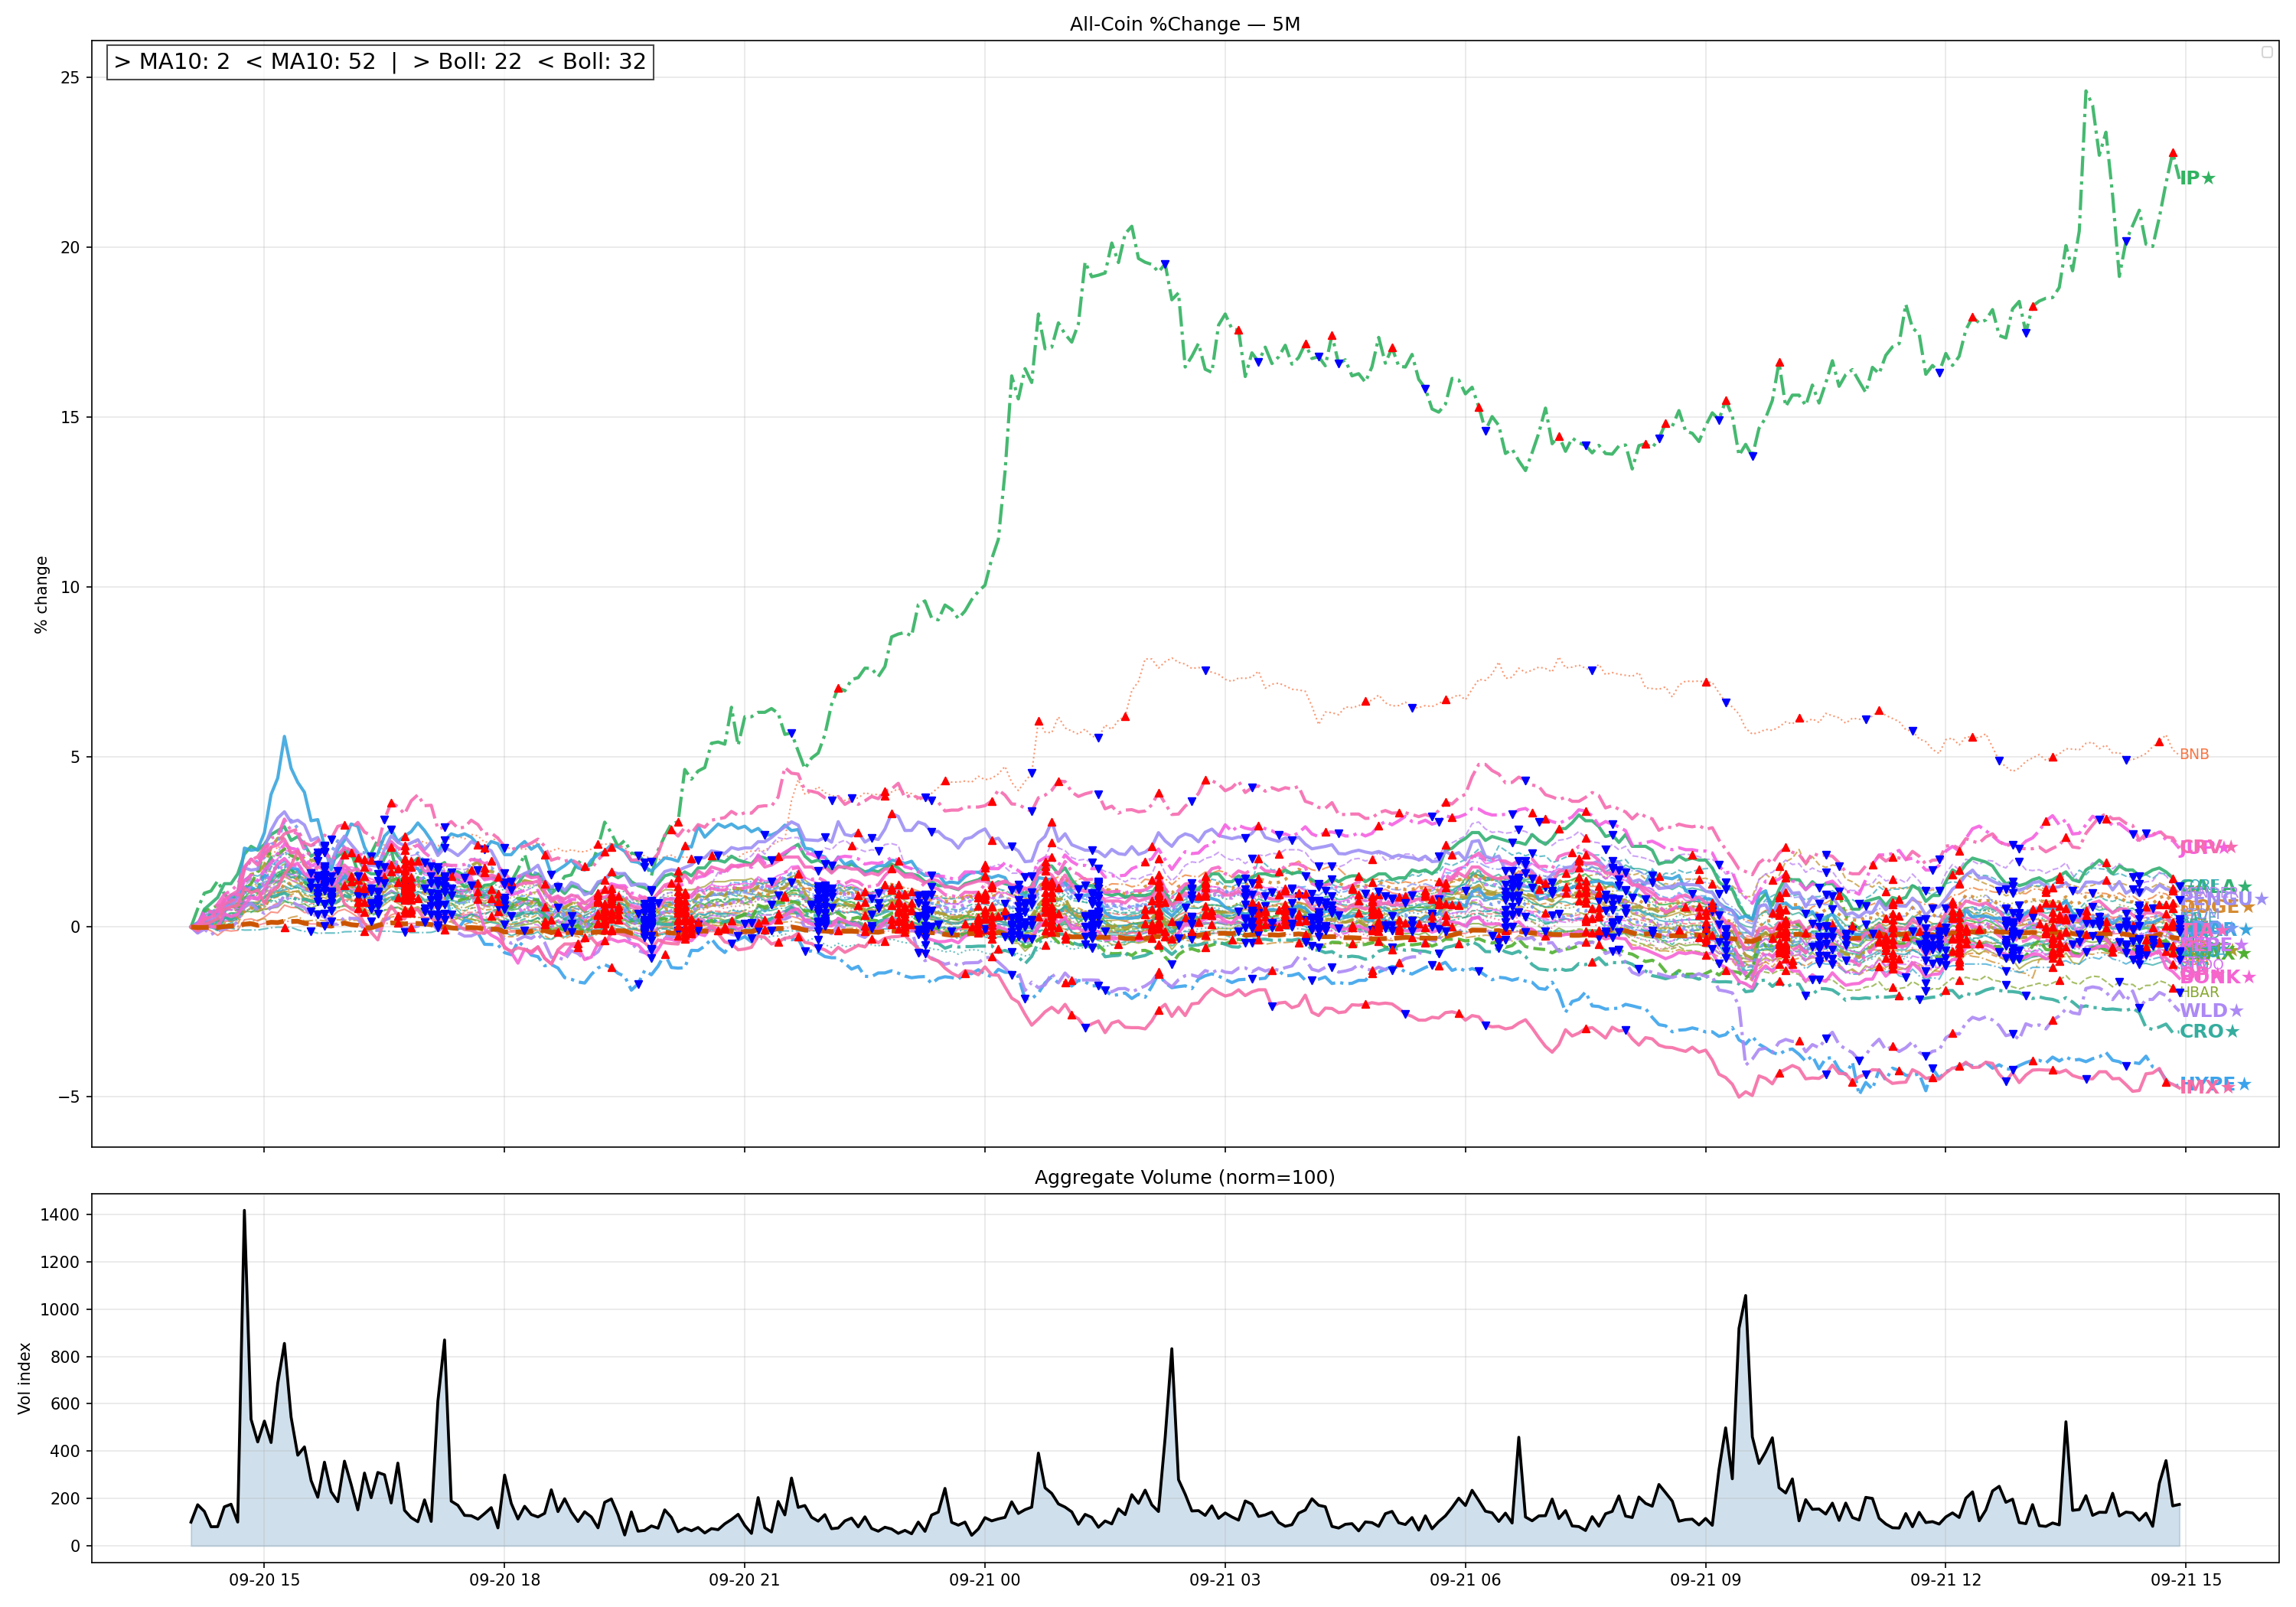 All-Coin %Change — 5M
> MA10: 2  < MA10: 52  |  > Boll: 22  < Boll: 32
25
20
15
10
5
0
−5
% change
IP★
BNB
HBAR
BONK★
WLD★
CRO★
Aggregate Volume (norm=100)
1400
1200
1000
800
600
400
200
0
Vol index
09-20 15
09-20 18
09-20 21
09-21 00
09-21 03
09-21 06
09-21 09
09-21 12
09-21 15